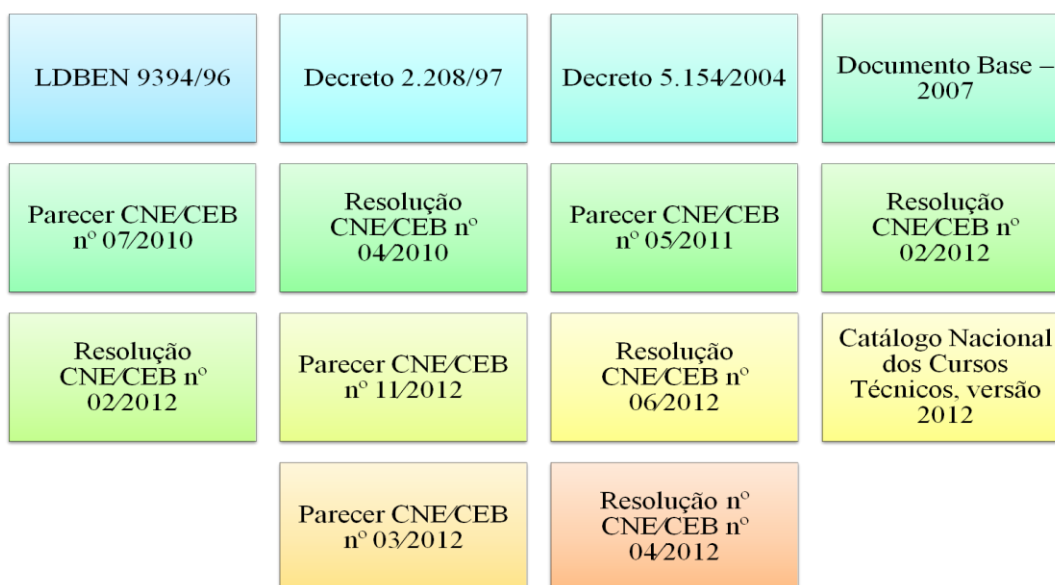 LDBEN 9394/96
Decreto 2.208/97
Decreto 5.154/2004
Documento Base –
2007
Parecer CNE/CEB
nº 07/2010
Resolução
CNE/CEB nº
04/2010
Parecer CNE/CEB
nº 05/2011
Resolução
CNE/CEB nº
02/2012
Resolução
CNE/CEB nº
02/2012
Parecer CNE/CEB
nº 11/2012
Resolução
CNE/CEB nº
06/2012
Catálogo Nacional
dos Cursos
Técnicos, versão
2012
Parecer CNE/CEB
nº 03/2012
Resolução nº
CNE/CEB nº
04/2012